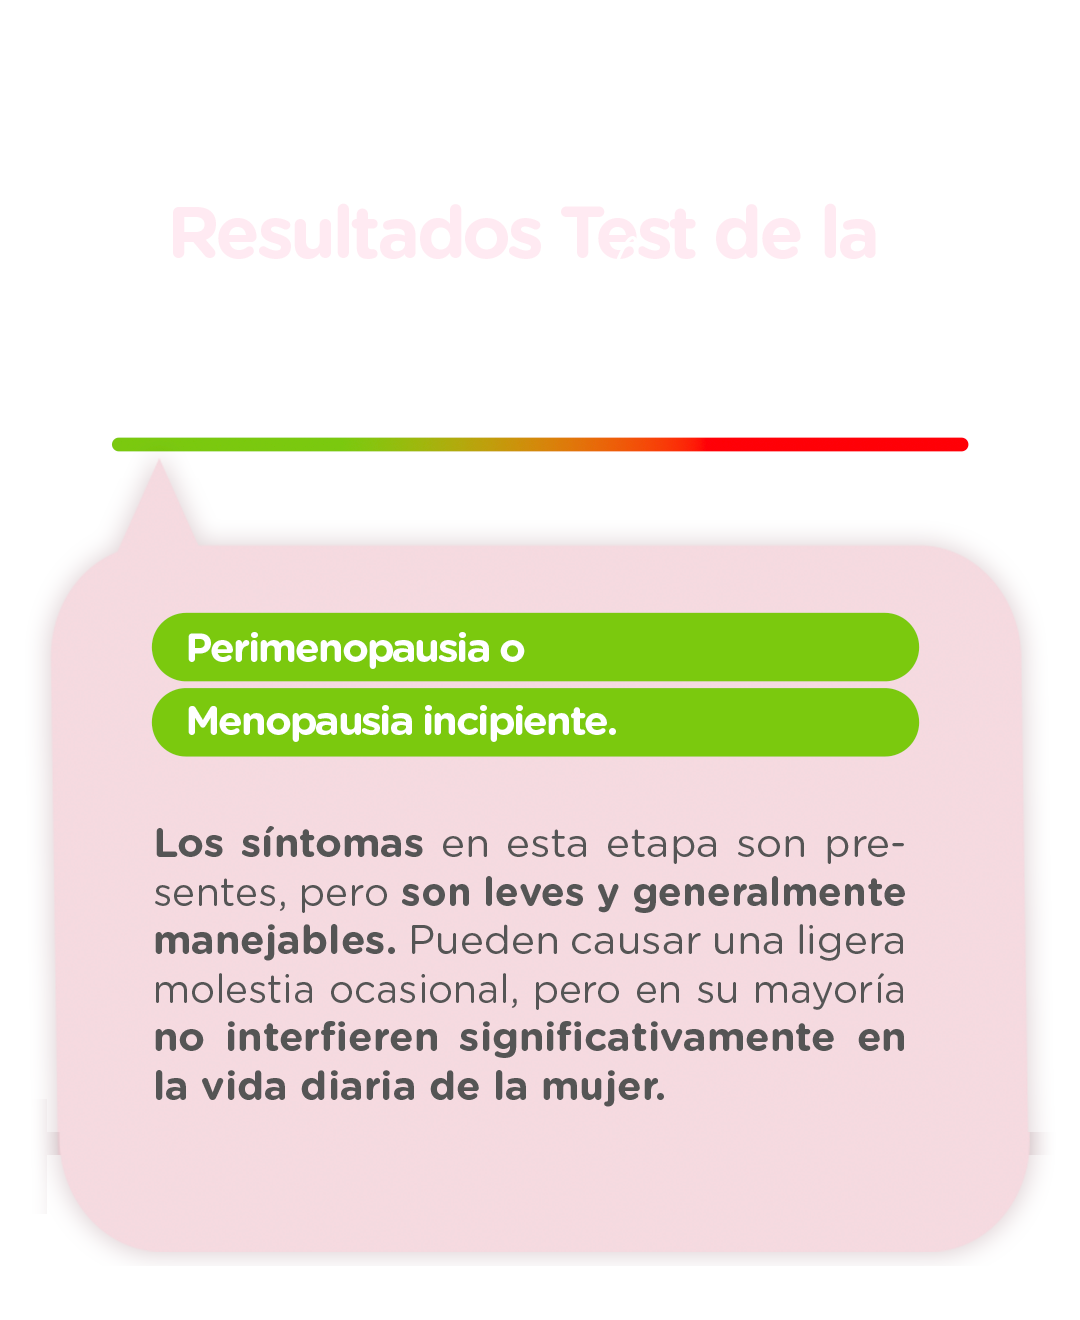 Resultados Test de la
Perimenopausia o
Menopausia incipiente.
Los síntomas en esta etapa son pre-
sentes, pero son leves y generalmente
manejables. Pueden causar una ligera
molestia ocasional, pero en su mayoría
no interfieren significativamente en
la vida diaria de la mujer.